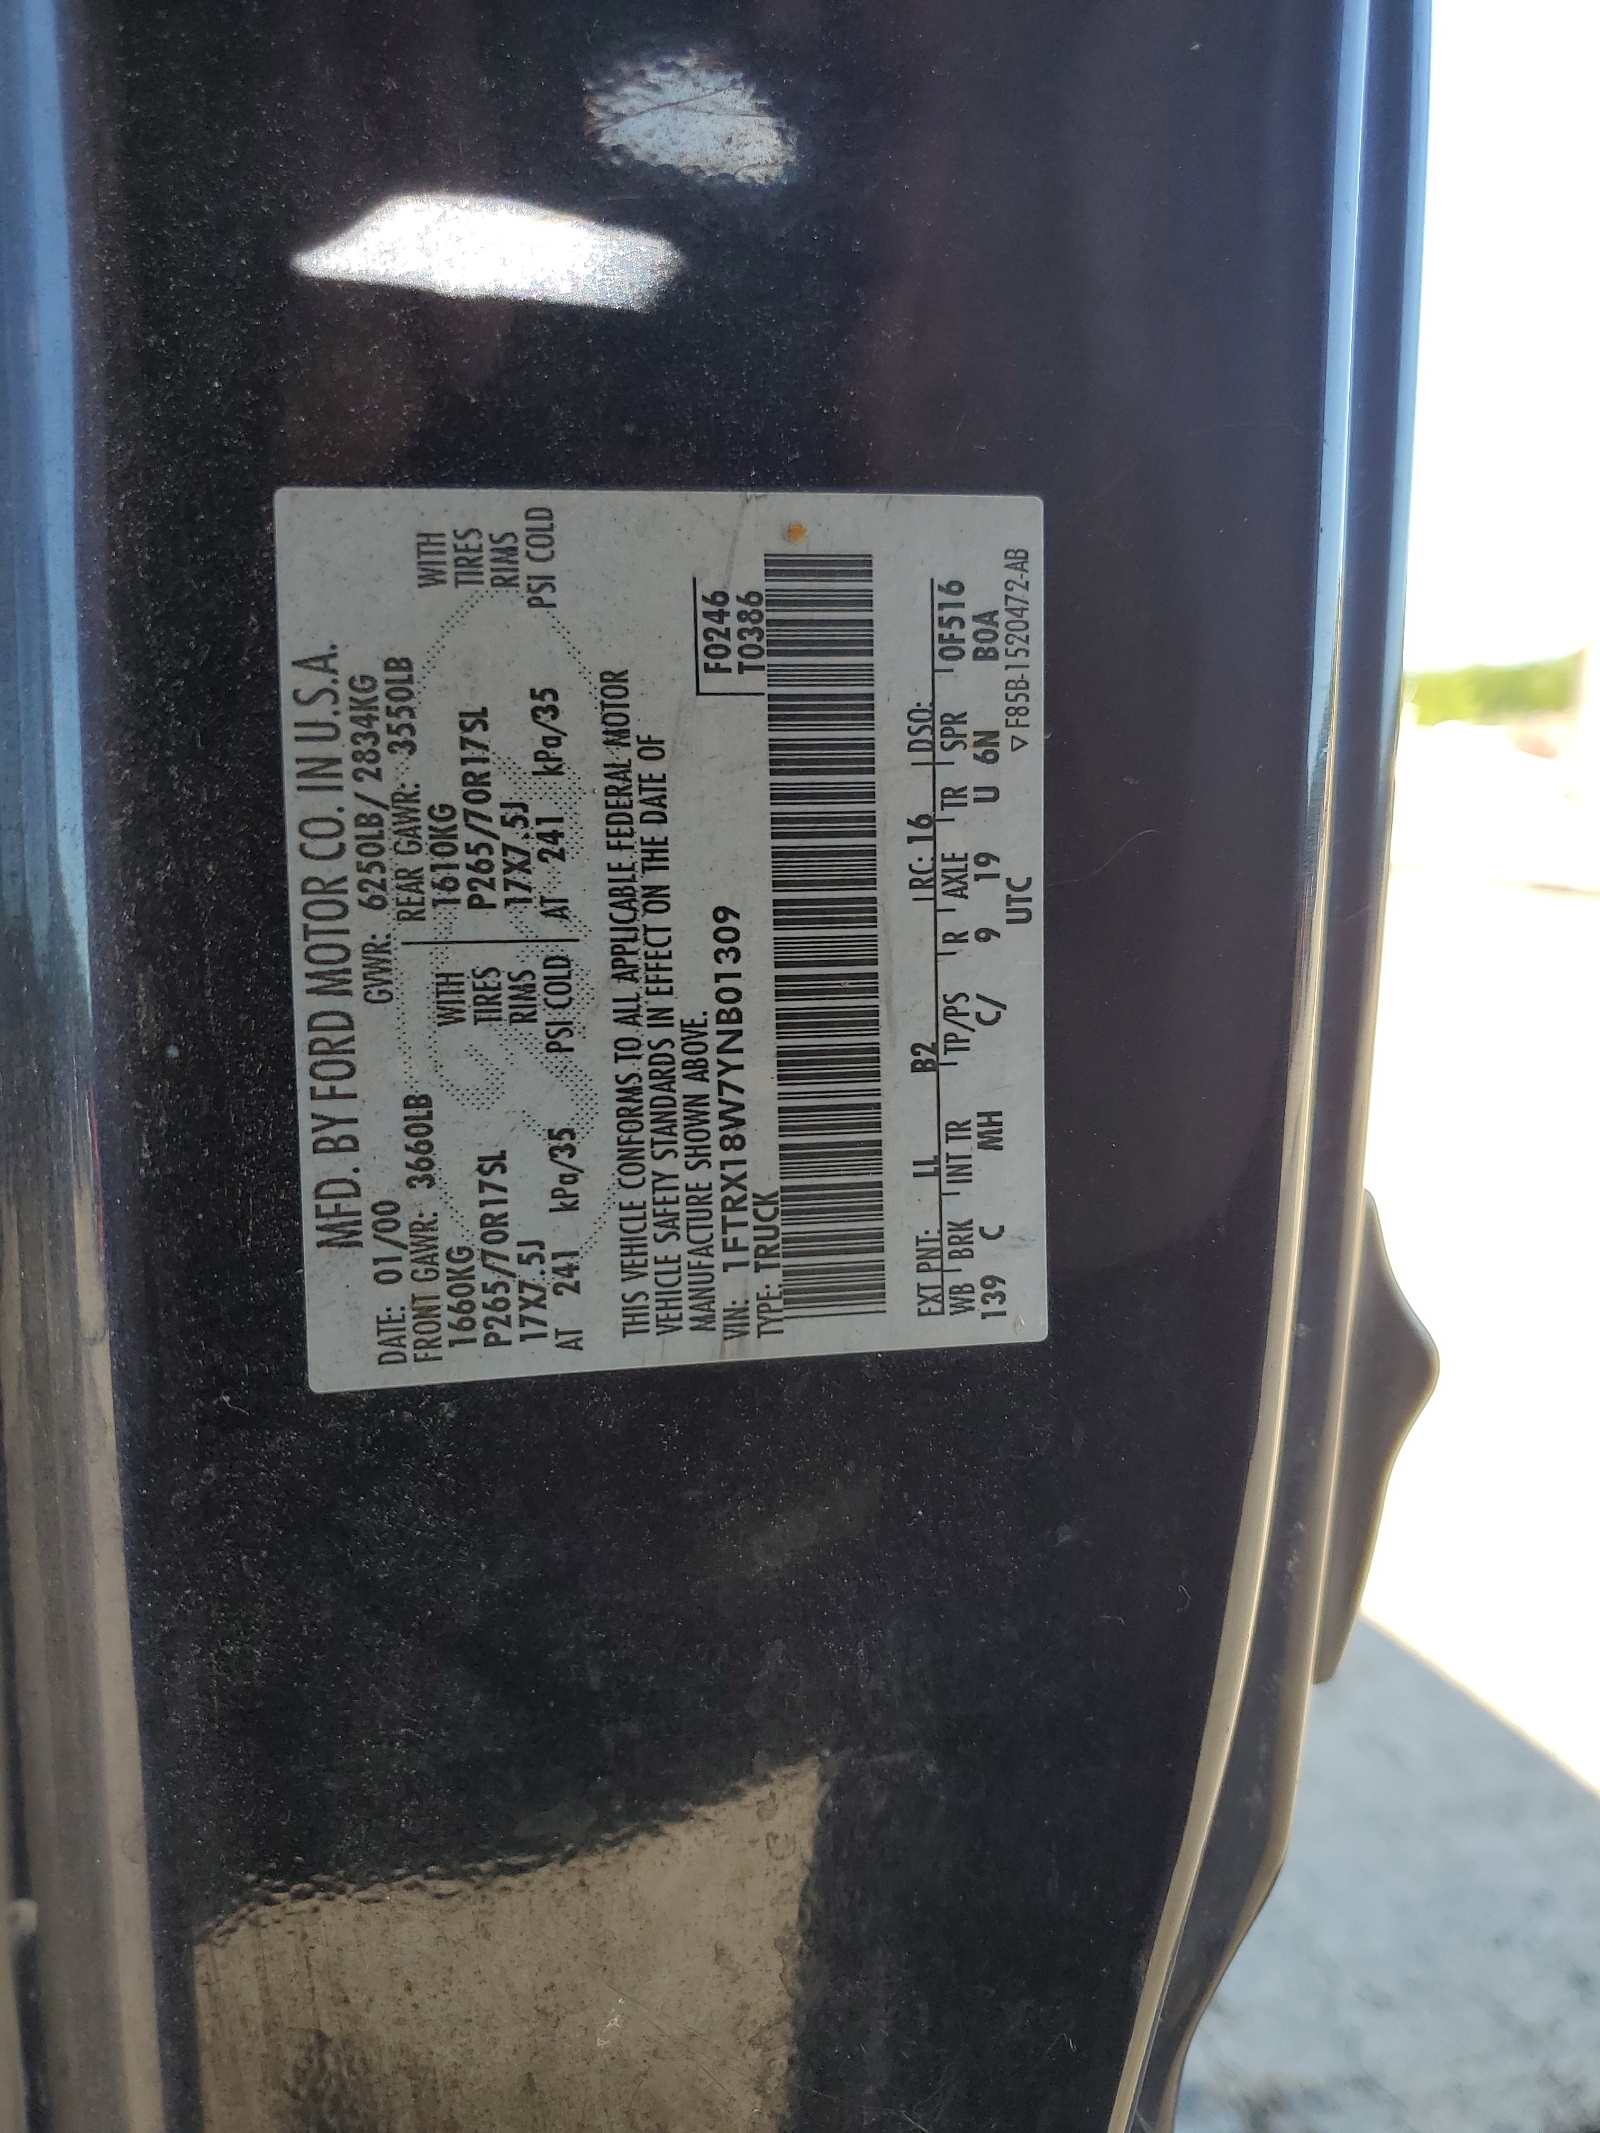 MFD. BY FORD MOTOR CO. IN U.S.A.
DATE: 01/00 GVWR: 6250LB/ 2834KG
FRONT GAWR: 3660LB REAR GAWR: 3550LB
1660KG WITH 1610KG WITH
P265/70R17SL TIRES P265/70R17SL TIRES
17X7.5J RIMS 17X7.5J RIMS
AT 241 kPa/35 PSI COLD AT 241 kPa/35 PSI COLD
THIS VEHICLE CONFORMS TO ALL APPLICABLE FEDERAL MOTOR
VEHICLE SAFETY STANDARDS IN EFFECT ON THE DATE OF
MANUFACTURE SHOWN ABOVE.
VIN: 1FTRX18W7YNB01309 F0246
TYPE: TRUCK T0386
EXT PNT: LL B2 RC: 16 DSO: 0F516
WB BRK INT TR TP/PS R AXLE TR SPR B0A
139 C MH C/ 9 19 U 6N
UTC ▽ F85B-1520472-AB